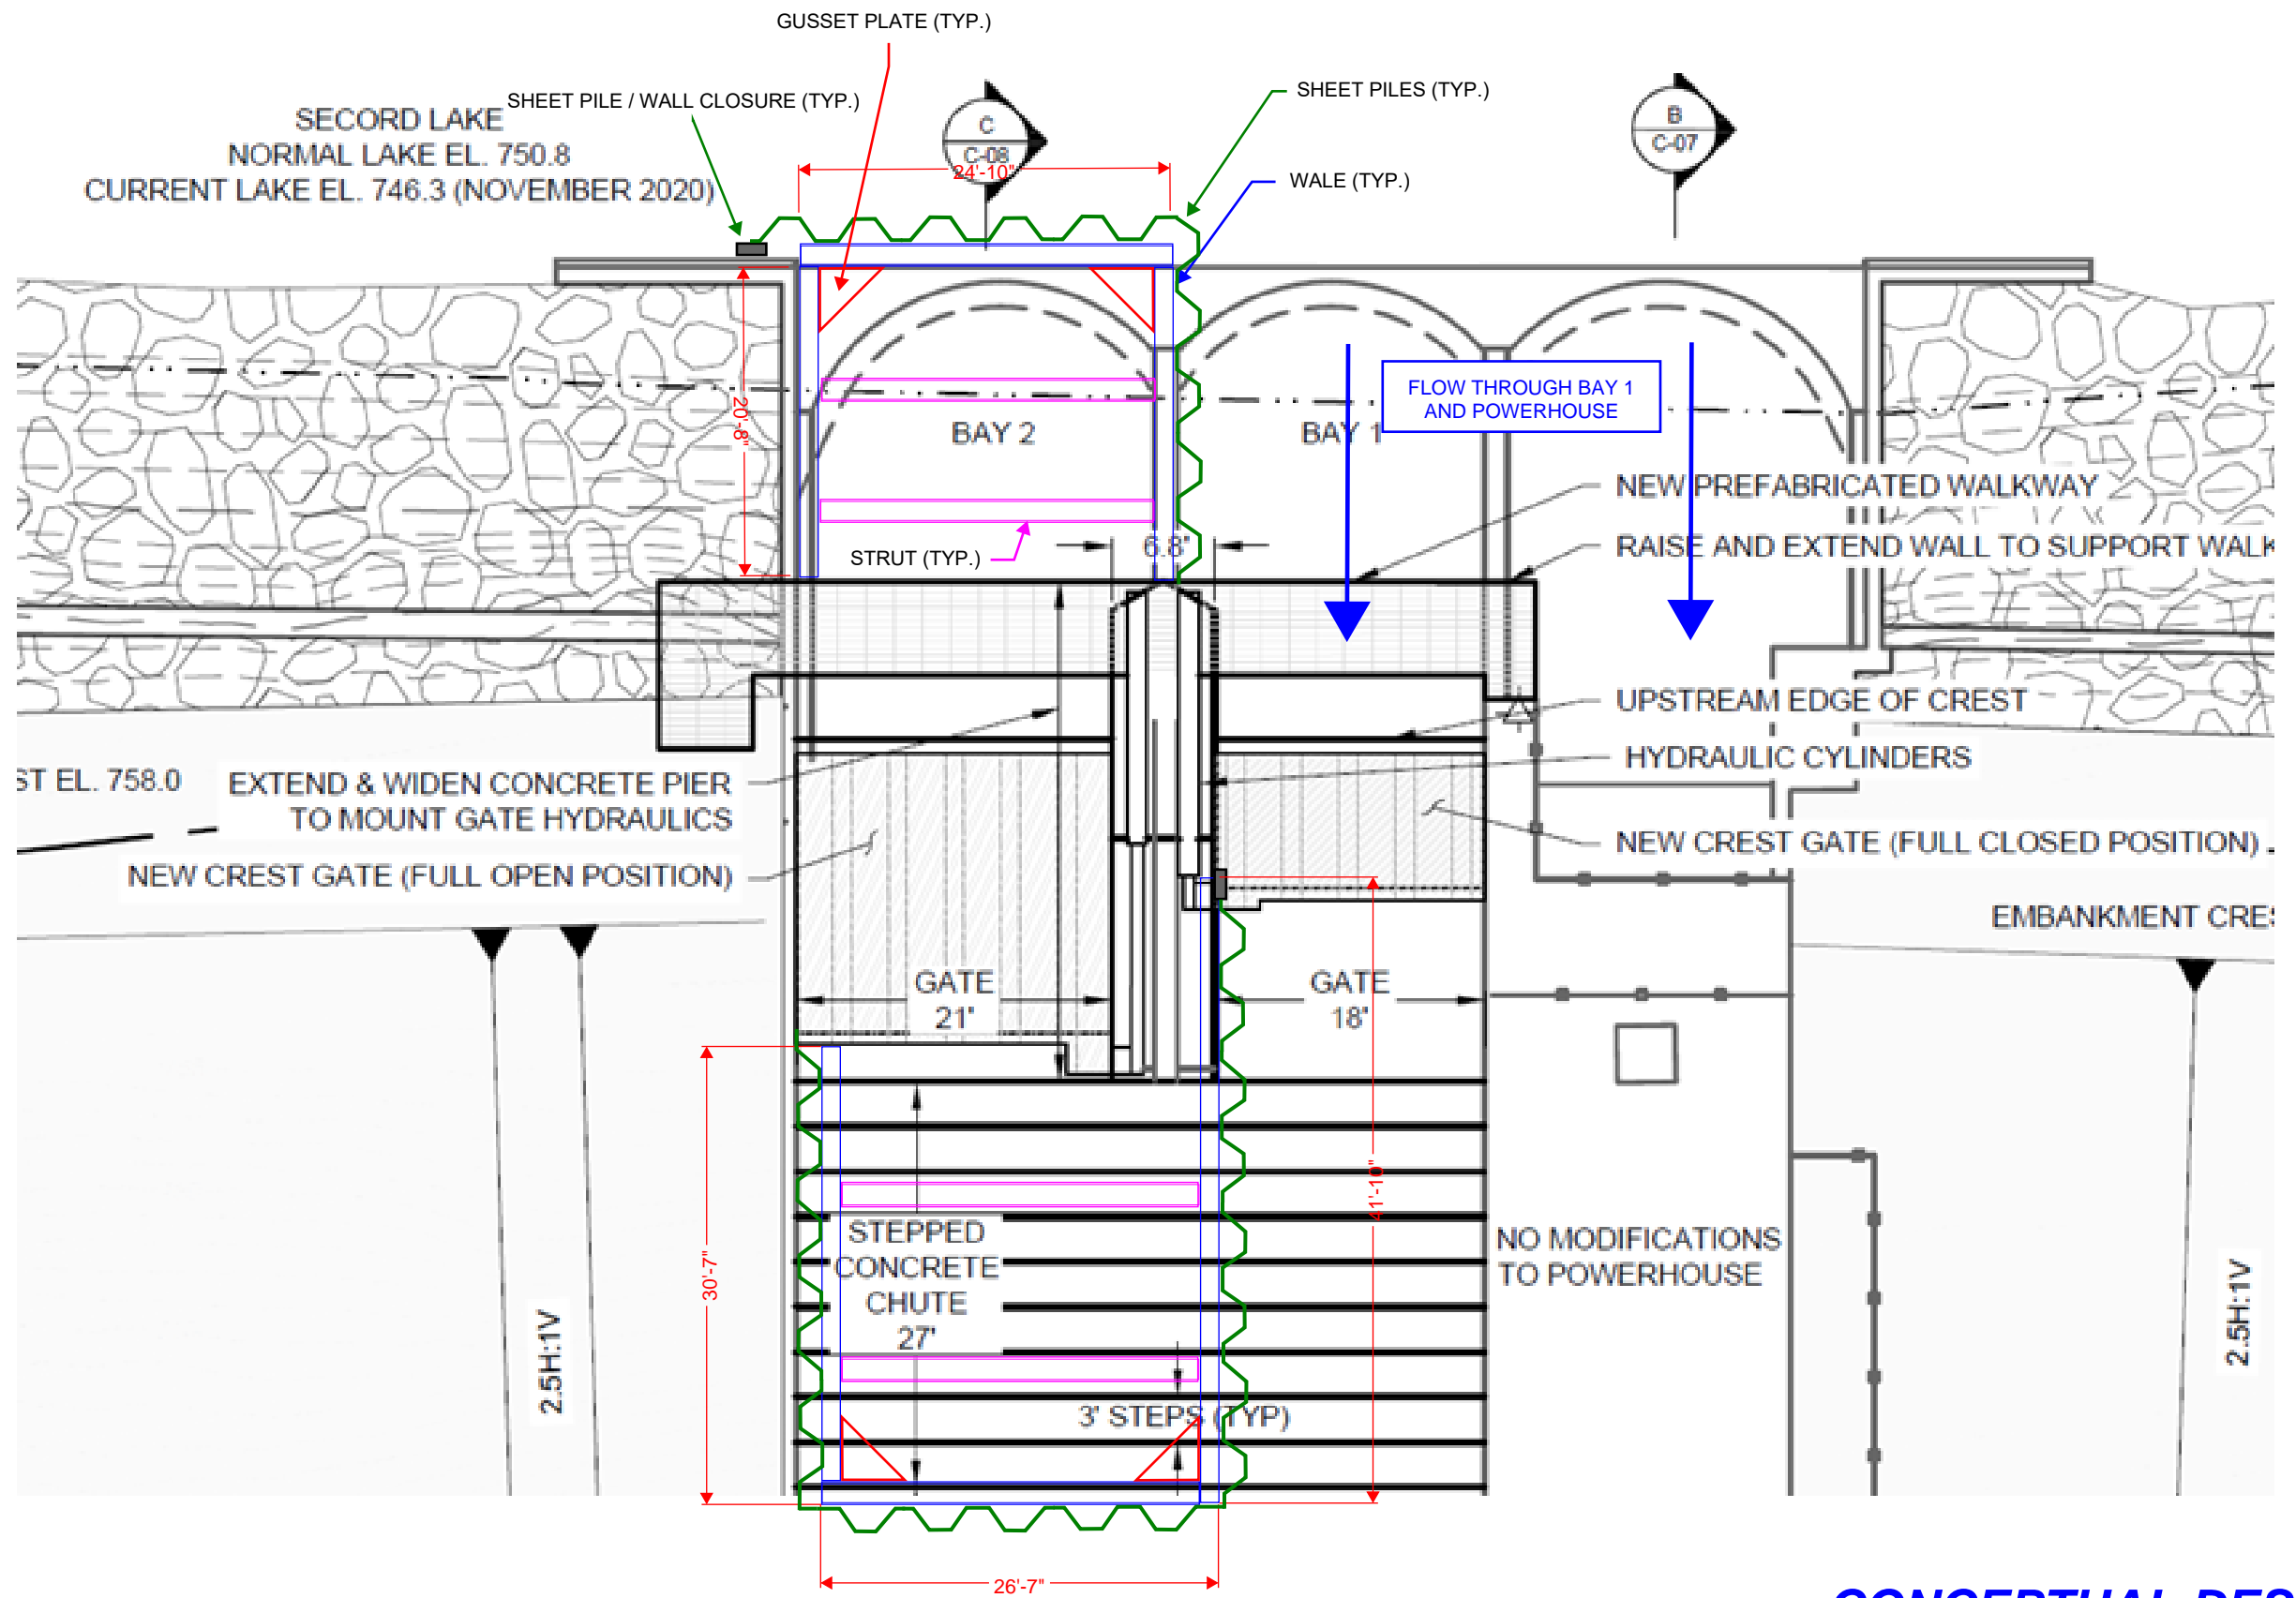 GUSSET PLATE (TYP.)
SHEET PILE / WALL CLOSURE (TYP.)
SHEET PILES (TYP.)
SECORD LAKE
NORMAL LAKE EL. 750.8
CURRENT LAKE EL. 746.3 (NOVEMBER 2020)
C
C-08
24'-10"
B
C-07
WALE (TYP.)
FLOW THROUGH BAY 1
AND POWERHOUSE
20'-8"
BAY 2
BAY 1
NEW PREFABRICATED WALKWAY
STRUT (TYP.)
6.8'
RAISE AND EXTEND WALL TO SUPPORT WALK
UPSTREAM EDGE OF CREST
HYDRAULIC CYLINDERS
ST EL. 758.0
EXTEND & WIDEN CONCRETE PIER
TO MOUNT GATE HYDRAULICS
NEW CREST GATE (FULL CLOSED POSITION)
NEW CREST GATE (FULL OPEN POSITION)
EMBANKMENT CRES
GATE
21'
GATE
18'
41'-10"
STEPPED
CONCRETE
CHUTE
27'
30'-7"
NO MODIFICATIONS
TO POWERHOUSE
2.5H:1V
2.5H:1V
3' STEPS (TYP)
26'-7"
CONCEPTUAL DES